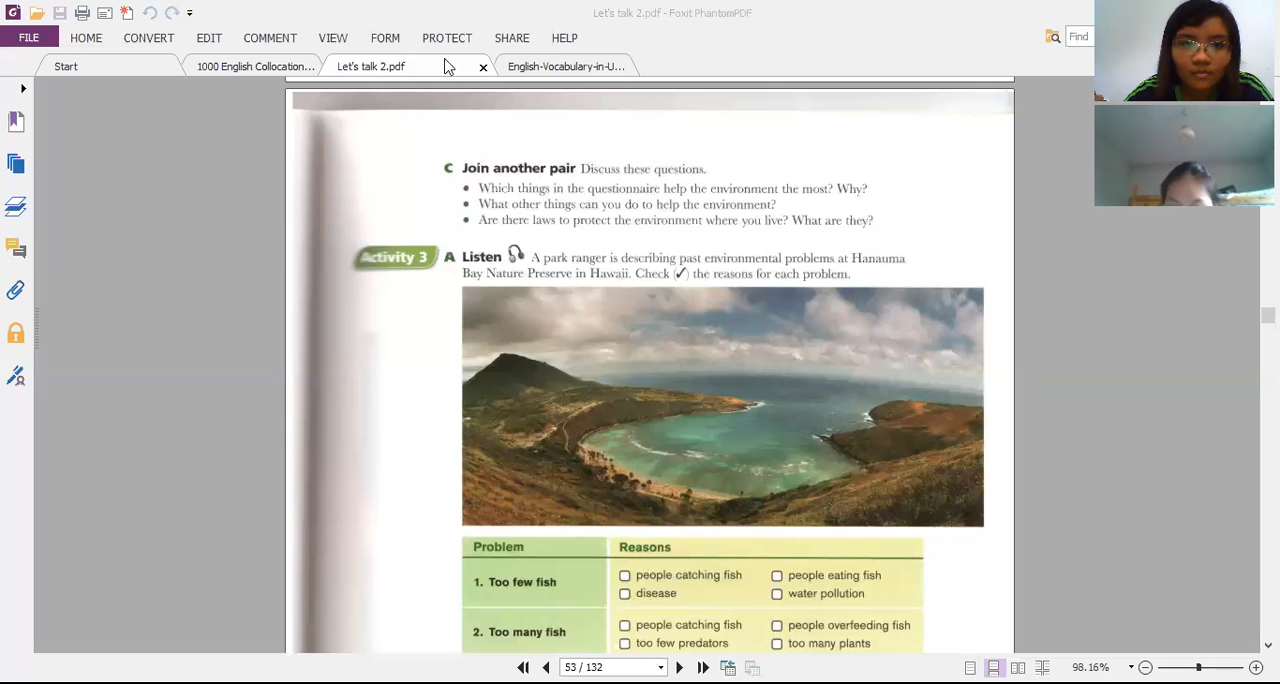 Let's talk 2.pdf - Foxit PhantomPDF
FILE HOME CONVERT EDIT COMMENT VIEW FORM PROTECT SHARE HELP
Find
Start 1000 English Collocation... Let's talk 2.pdf English-Vocabulary-in-U...
C Join another pair Discuss these questions.
• Which things in the questionnaire help the environment the most? Why?
• What other things can you do to help the environment?
• Are there laws to protect the environment where you live? What are they?
Activity 3 A Listen A park ranger is describing past environmental problems at Hanauma
Bay Nature Preserve in Hawaii. Check (✓) the reasons for each problem.
Problem Reasons
1. Too few fish
people catching fish people eating fish
disease water pollution
2. Too many fish
people catching fish people overfeeding fish
too few predators too many plants
53 / 132
98.16%